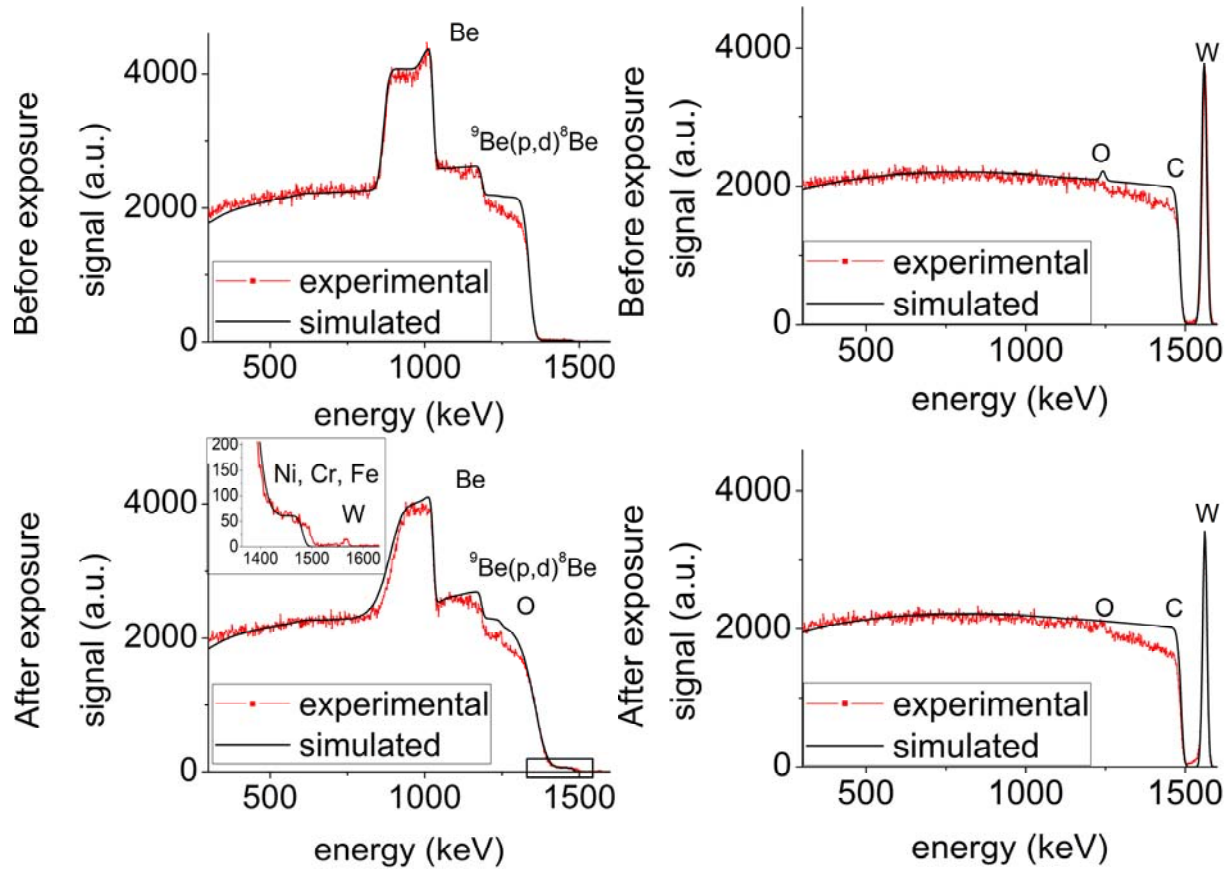 Before exposure
signal (a.u.)
4000
2000
0
Be
⁹Be(p,d)⁸Be
experimental
simulated
500
1000
1500
energy (keV)
Before exposure
signal (a.u.)
4000
2000
0
O
C
W
experimental
simulated
500
1000
1500
energy (keV)
After exposure
signal (a.u.)
4000
2000
0
200
150
100
50
0
Ni, Cr, Fe
W
1400
1500
1600
Be
⁹Be(p,d)⁸Be
O
experimental
simulated
500
1000
1500
energy (keV)
After exposure
signal (a.u.)
4000
2000
0
O
C
W
experimental
simulated
500
1000
1500
energy (keV)